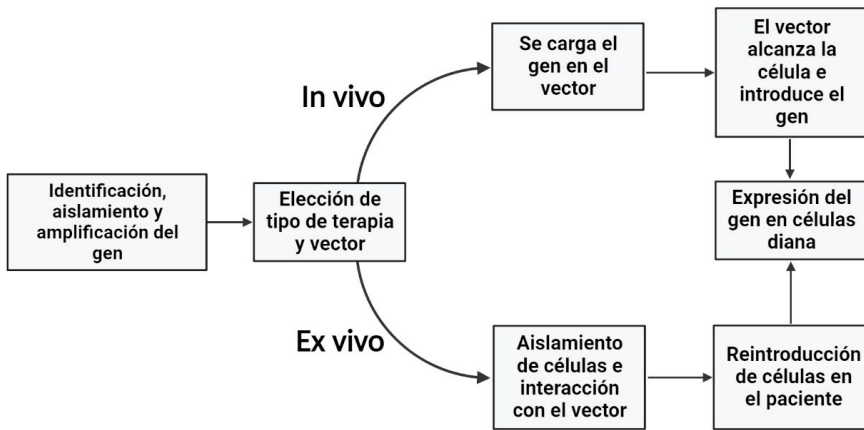 Identificación,
aislamiento y
amplificación del
gen
Elección de
tipo de terapia
y vector
In vivo
Se carga el
gen en el
vector
El vector
alcanza la
célula e
introduce el
gen
Expresión del
gen en células
diana
Ex vivo
Aislamiento
de células e
interacción
con el vector
Reintroducción
de células en
el paciente